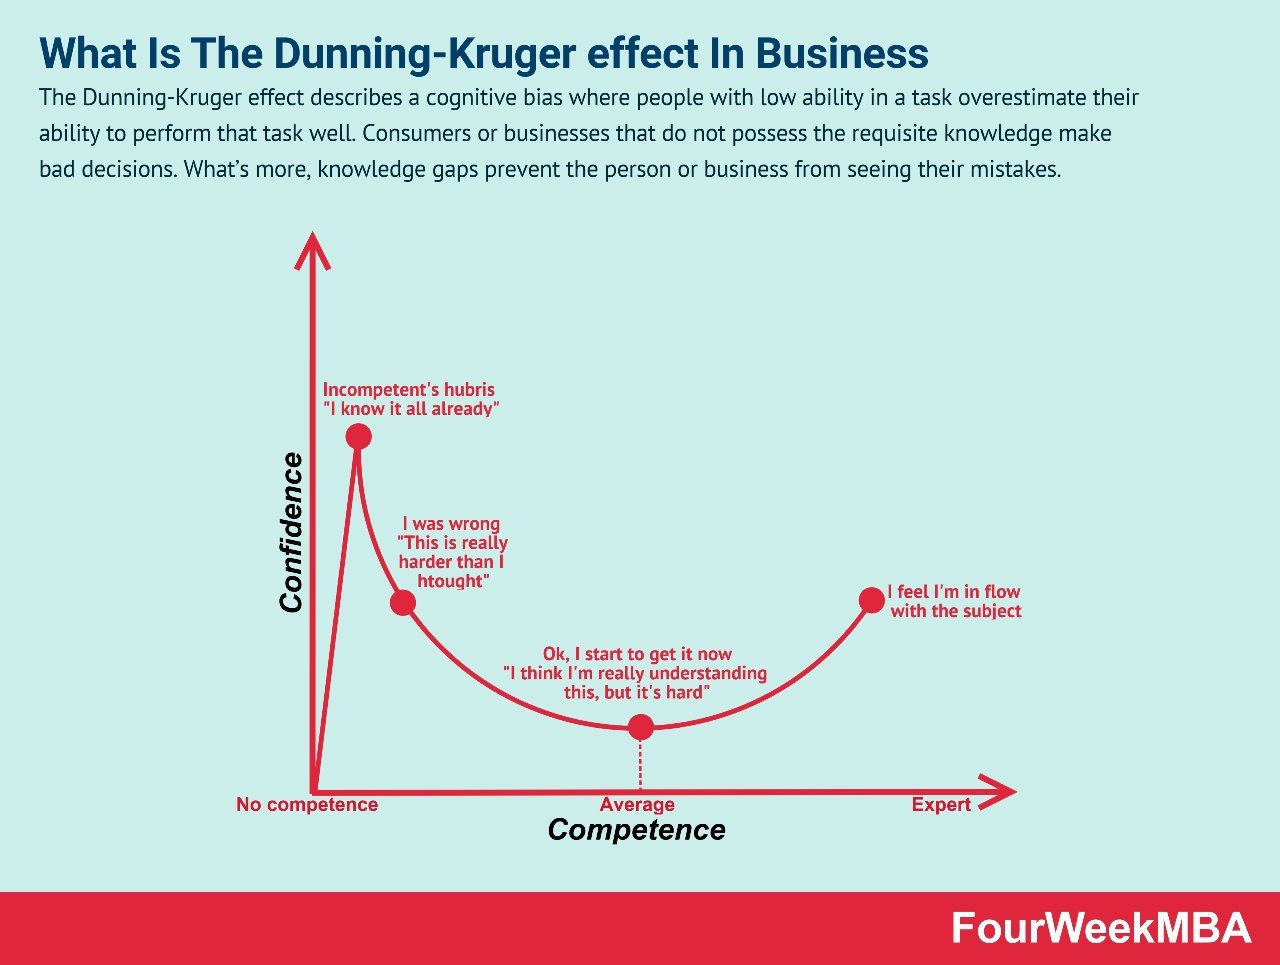 What Is The Dunning-Kruger effect In Business
The Dunning-Kruger effect describes a cognitive bias where people with low ability in a task overestimate their
ability to perform that task well. Consumers or businesses that do not possess the requisite knowledge make
bad decisions. What’s more, knowledge gaps prevent the person or business from seeing their mistakes.
Incompetent's hubris
"I know it all already"
Confidence
I was wrong
"This is really
harder than I
htought"
I feel I'm in flow
with the subject
Ok, I start to get it now
"I think I'm really understanding
this, but it's hard"
No competence
Average
Expert
Competence
FourWeekMBA